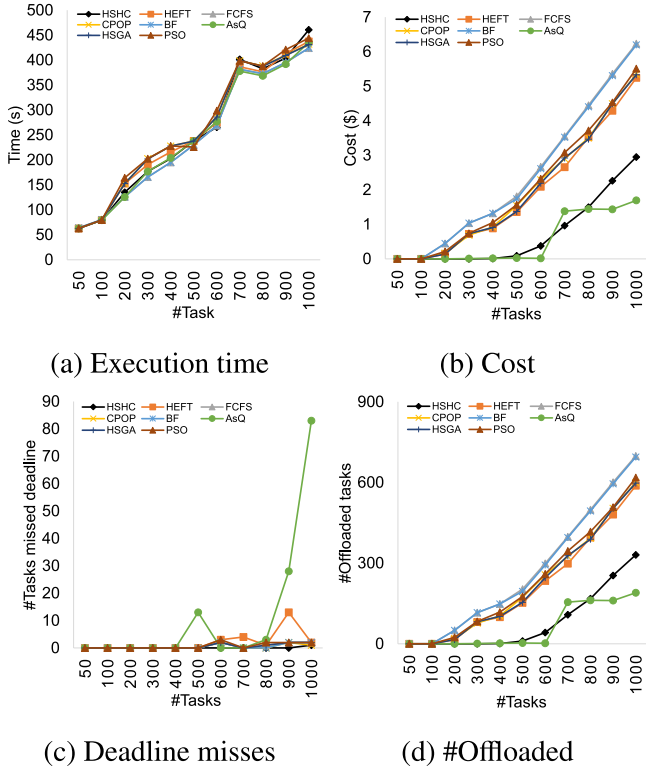 HSHC HEFT FCFS
CPOP BF AsQ
HSGA PSO
Time (s)
500
450
400
350
300
250
200
150
100
50
0
50 100 200 300 400 500 600 700 800 900 1000
#Task
(a) Execution time
HSHC HEFT FCFS
CPOP BF AsQ
HSGA PSO
Cost ($)
7
6
5
4
3
2
1
0
50 100 200 300 400 500 600 700 800 900 1000
#Tasks
(b) Cost
HSHC HEFT FCFS
CPOP BF AsQ
HSGA PSO
#Tasks missed deadline
90
80
70
60
50
40
30
20
10
0
50 100 200 300 400 500 600 700 800 900 1000
#Tasks
(c) Deadline misses
HSHC HEFT FCFS
CPOP BF AsQ
HSGA PSO
#Offloaded tasks
900
600
300
0
50 100 200 300 400 500 600 700 800 900 1000
#Tasks
(d) #Offloaded